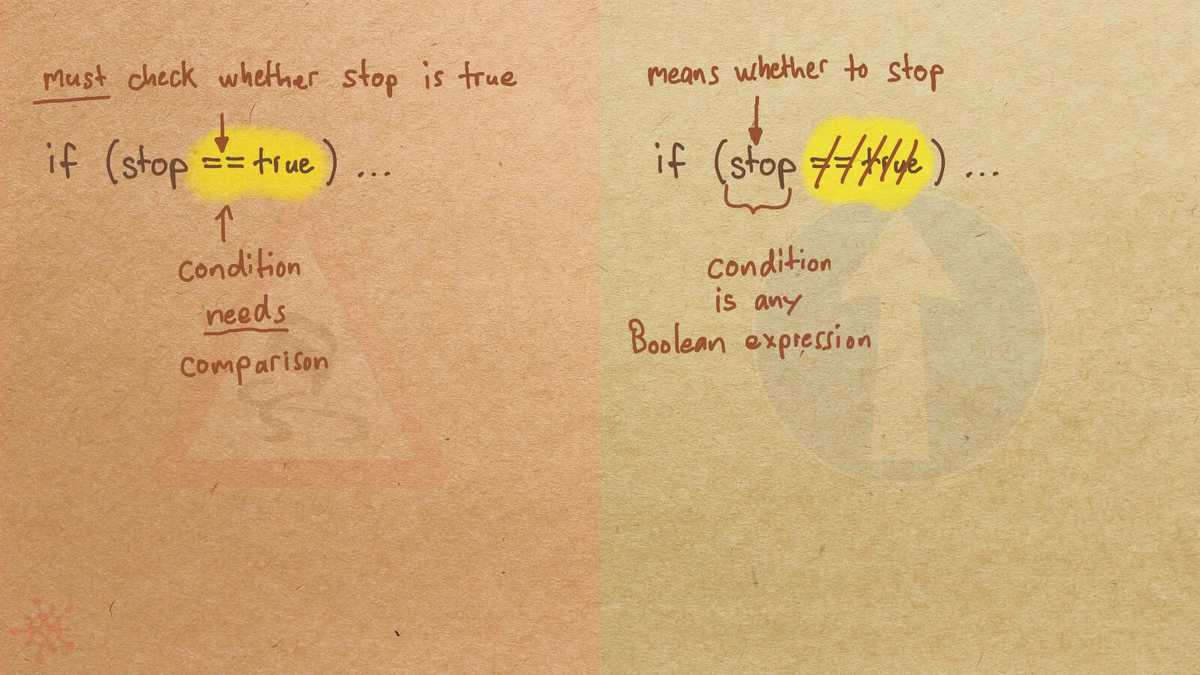 must check whether stop is true
if (stop == true) ...
condition
needs
comparison
means whether to stop
if (stop == true) ...
condition
is any
Boolean expression